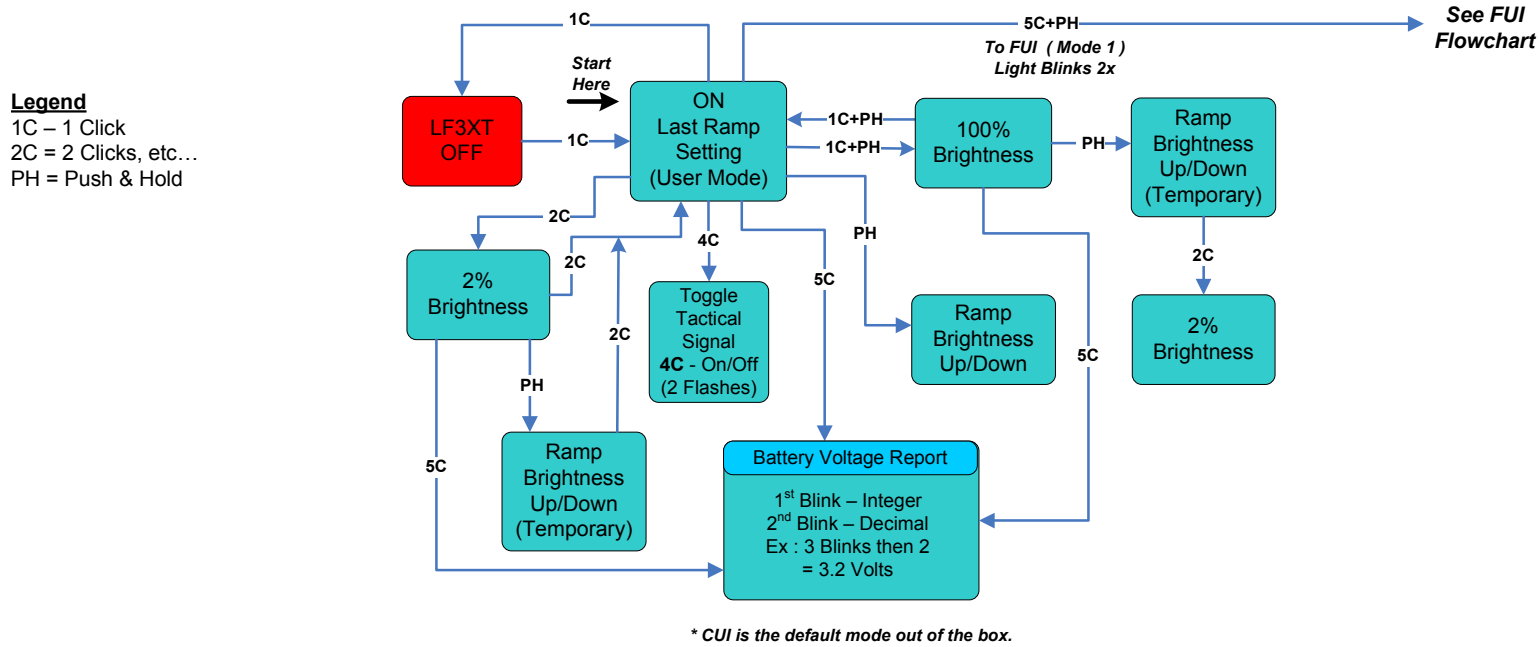 1C
5C+PH
See FUI
Flowchart
To FUI ( Mode 1 )
Light Blinks 2x
Start
Here
Legend
1C – 1 Click
2C = 2 Clicks, etc…
PH = Push & Hold
LF3XT
OFF
1C
ON
Last Ramp
Setting
(User Mode)
1C+PH
1C+PH
100%
Brightness
PH
Ramp
Brightness
Up/Down
(Temporary)
2C
2C
4C
5C
PH
2C
5C
2%
Brightness
Toggle
Tactical
Signal
4C - On/Off
(2 Flashes)
2C
Ramp
Brightness
Up/Down
2%
Brightness
PH
5C
Ramp
Brightness
Up/Down
(Temporary)
Battery Voltage Report
1st Blink – Integer
2nd Blink – Decimal
Ex : 3 Blinks then 2
= 3.2 Volts
* CUI is the default mode out of the box.